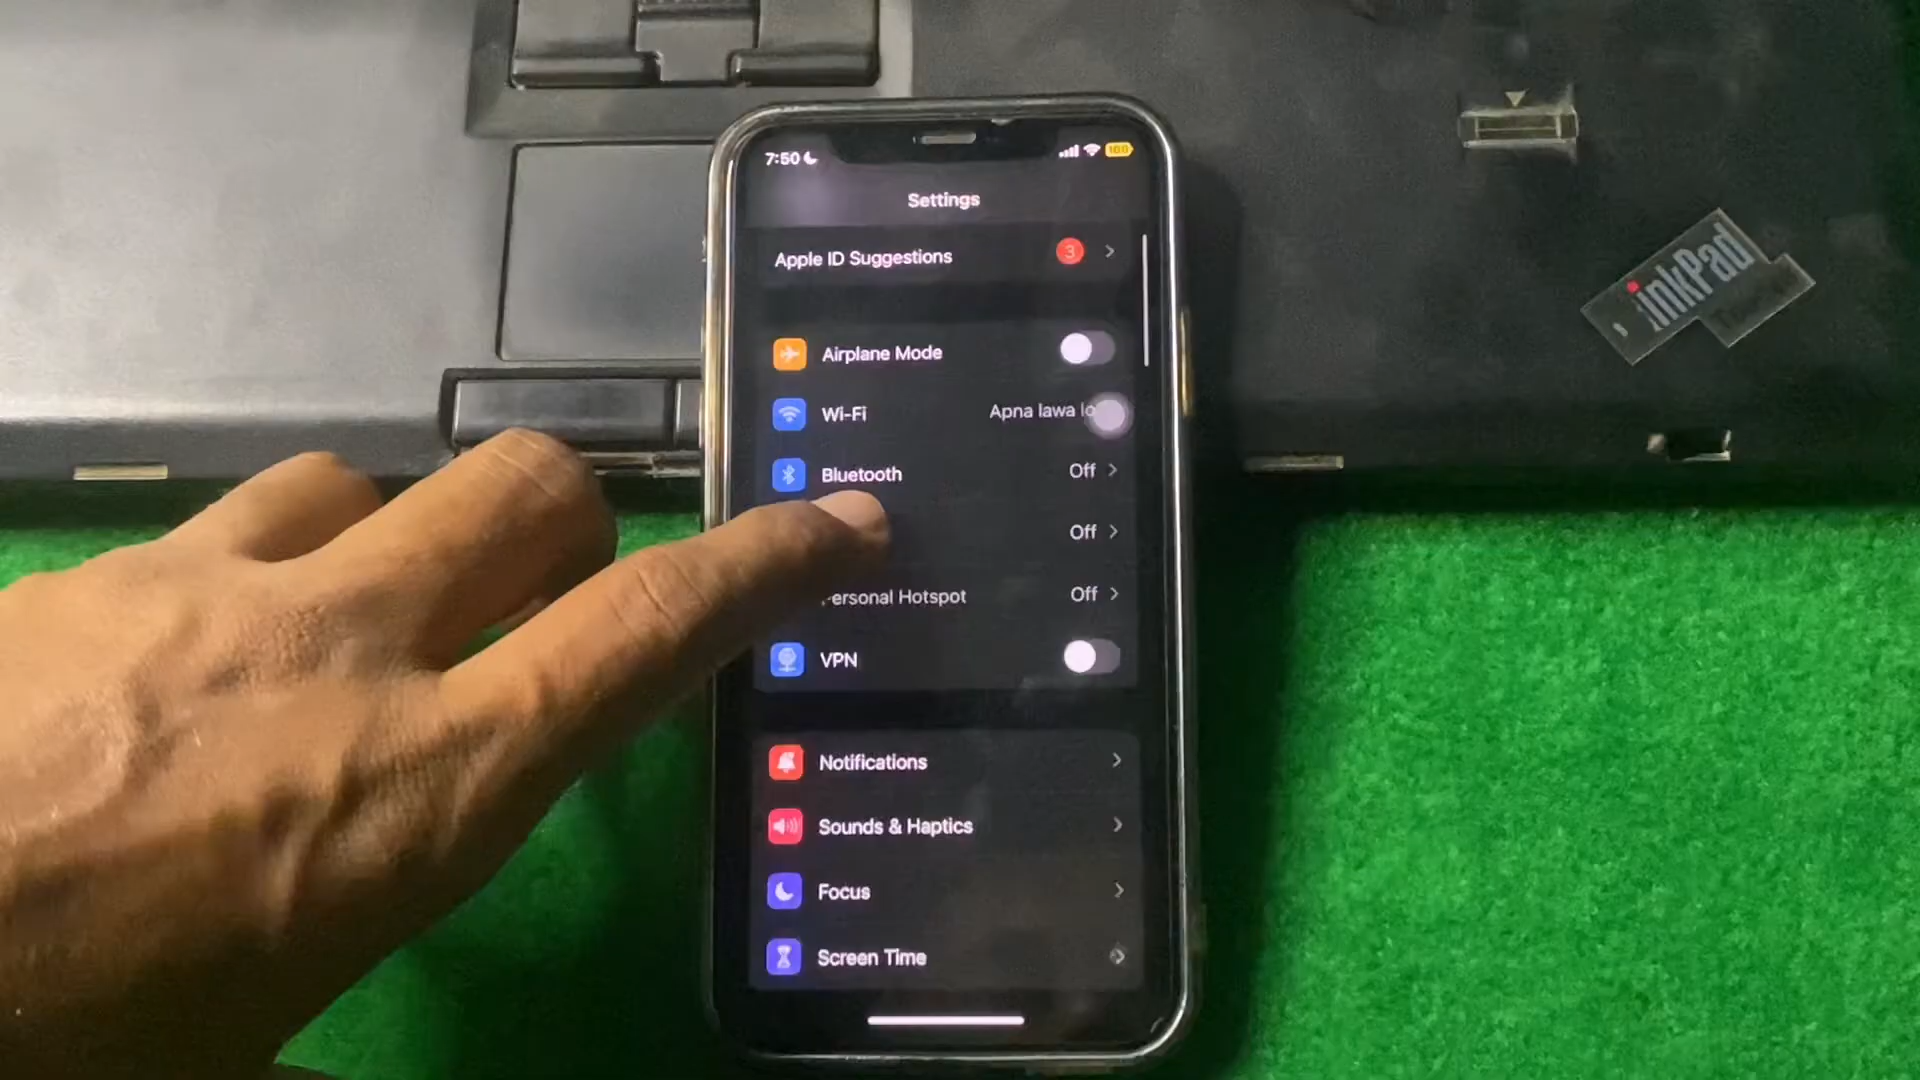 7:50
100
Settings
Apple ID Suggestions
3
Airplane Mode
Wi-Fi
Apna lawa lo
Bluetooth
Off
Off
ersonal Hotspot
Off
VPN
Notifications
Sounds & Haptics
Focus
Screen Time
inkPad